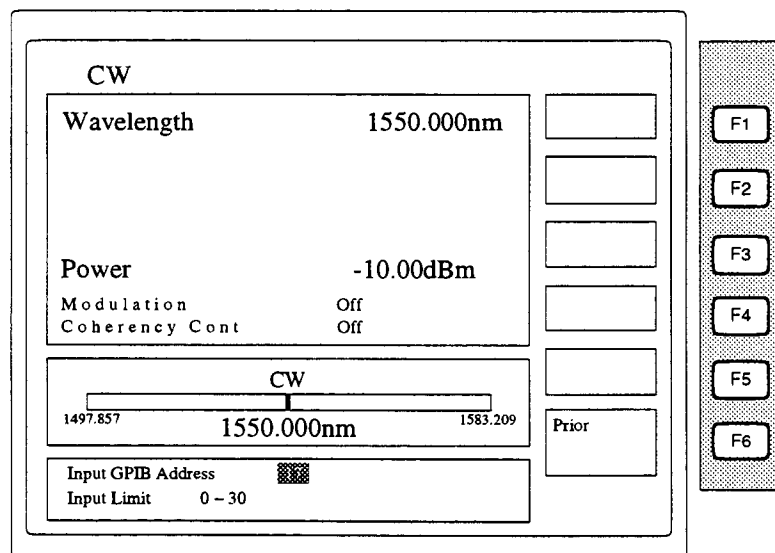 CW
Wavelength 1550.000nm
Power -10.00dBm
Modulation Off
Coherency Cont Off
CW
1497.857 1583.209
1550.000nm
Input GPIB Address
Input Limit 0 – 30
Prior
F1
F2
F3
F4
F5
F6